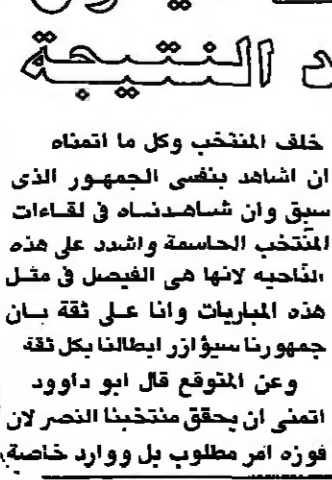 د النتيجة
خلف المنتخب وكل ما اتمناه
ان اشاهد بنفسى الجمهور الذى
سبق وان شاهدناه فى لقاءات
المنتخب الحاسمة واشدد على هذه
الناحيه لانها هى الفيصل فى مثل
هذه المباريات وانا على ثقة بان
جمهورنا سيؤازر ابطالنا بكل ثقة
وعن المتوقع قال ابو داوود
اتمنى ان يحقق منتخبنا النصر لان
فوزه امر مطلوب بل ووارد خاصة